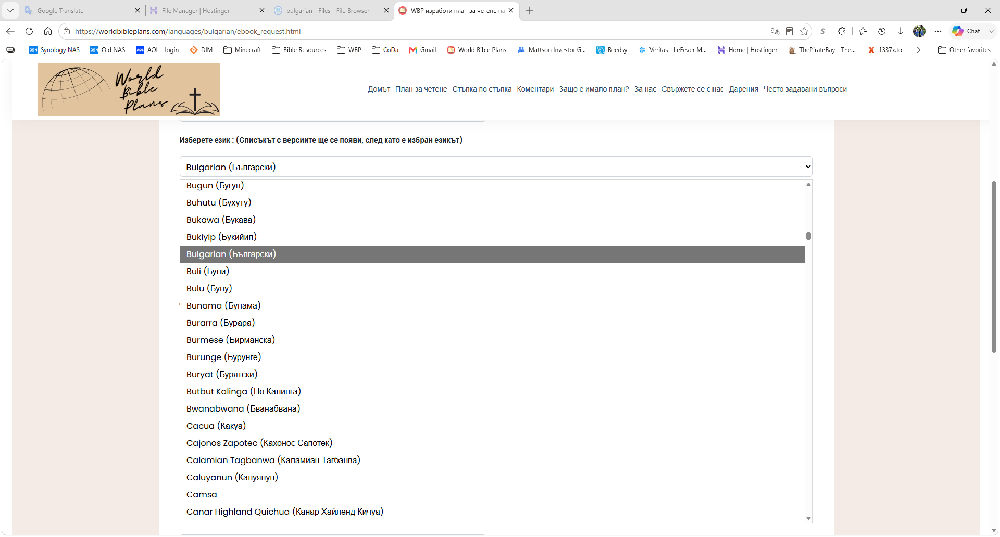 Google Translate
File Manager | Hostinger
bulgarian - Files - File Browser
WBP изработи план за четене на
https://worldbibleplans.com/languages/bulgarian/ebook_request.html
Chat
Synology NAS
Old NAS
AOL - login
DIM
Minecraft
Bible Resources
WBP
CoDa
Gmail
World Bible Plans
Mattson Investor G...
Reedsy
Veritas - LeFever M...
Home | Hostinger
ThePirateBay - The...
1337x.to
Other favorites
World
Bible
Plans
Домът План за четене Стъпка по стъпка Коментари Защо е имало план? За нас Свържете се с нас Дарения Често задавани въпроси
Изберете език : (Списъкът с версиите ще се появи, след като е избран езикът)
Bulgarian (Български)
Bugun (Бугун)
Buhutu (Бухуту)
Bukawa (Букава)
Bukiyip (Букийип)
Bulgarian (Български)
Buli (Були)
Bulu (Булу)
Bunama (Бунама)
Burarra (Бурара)
Burmese (Бирманска)
Burunge (Бурунге)
Buryat (Бурятски)
Butbut Kalinga (Но Калинга)
Bwanabwana (Бванабвана)
Cacua (Какуа)
Cajonos Zapotec (Кахонос Сапотек)
Calamian Tagbanwa (Каламиан Тагбанва)
Caluyanun (Калуянун)
Camsa
Canar Highland Quichua (Канар Хайленд Кичуа)